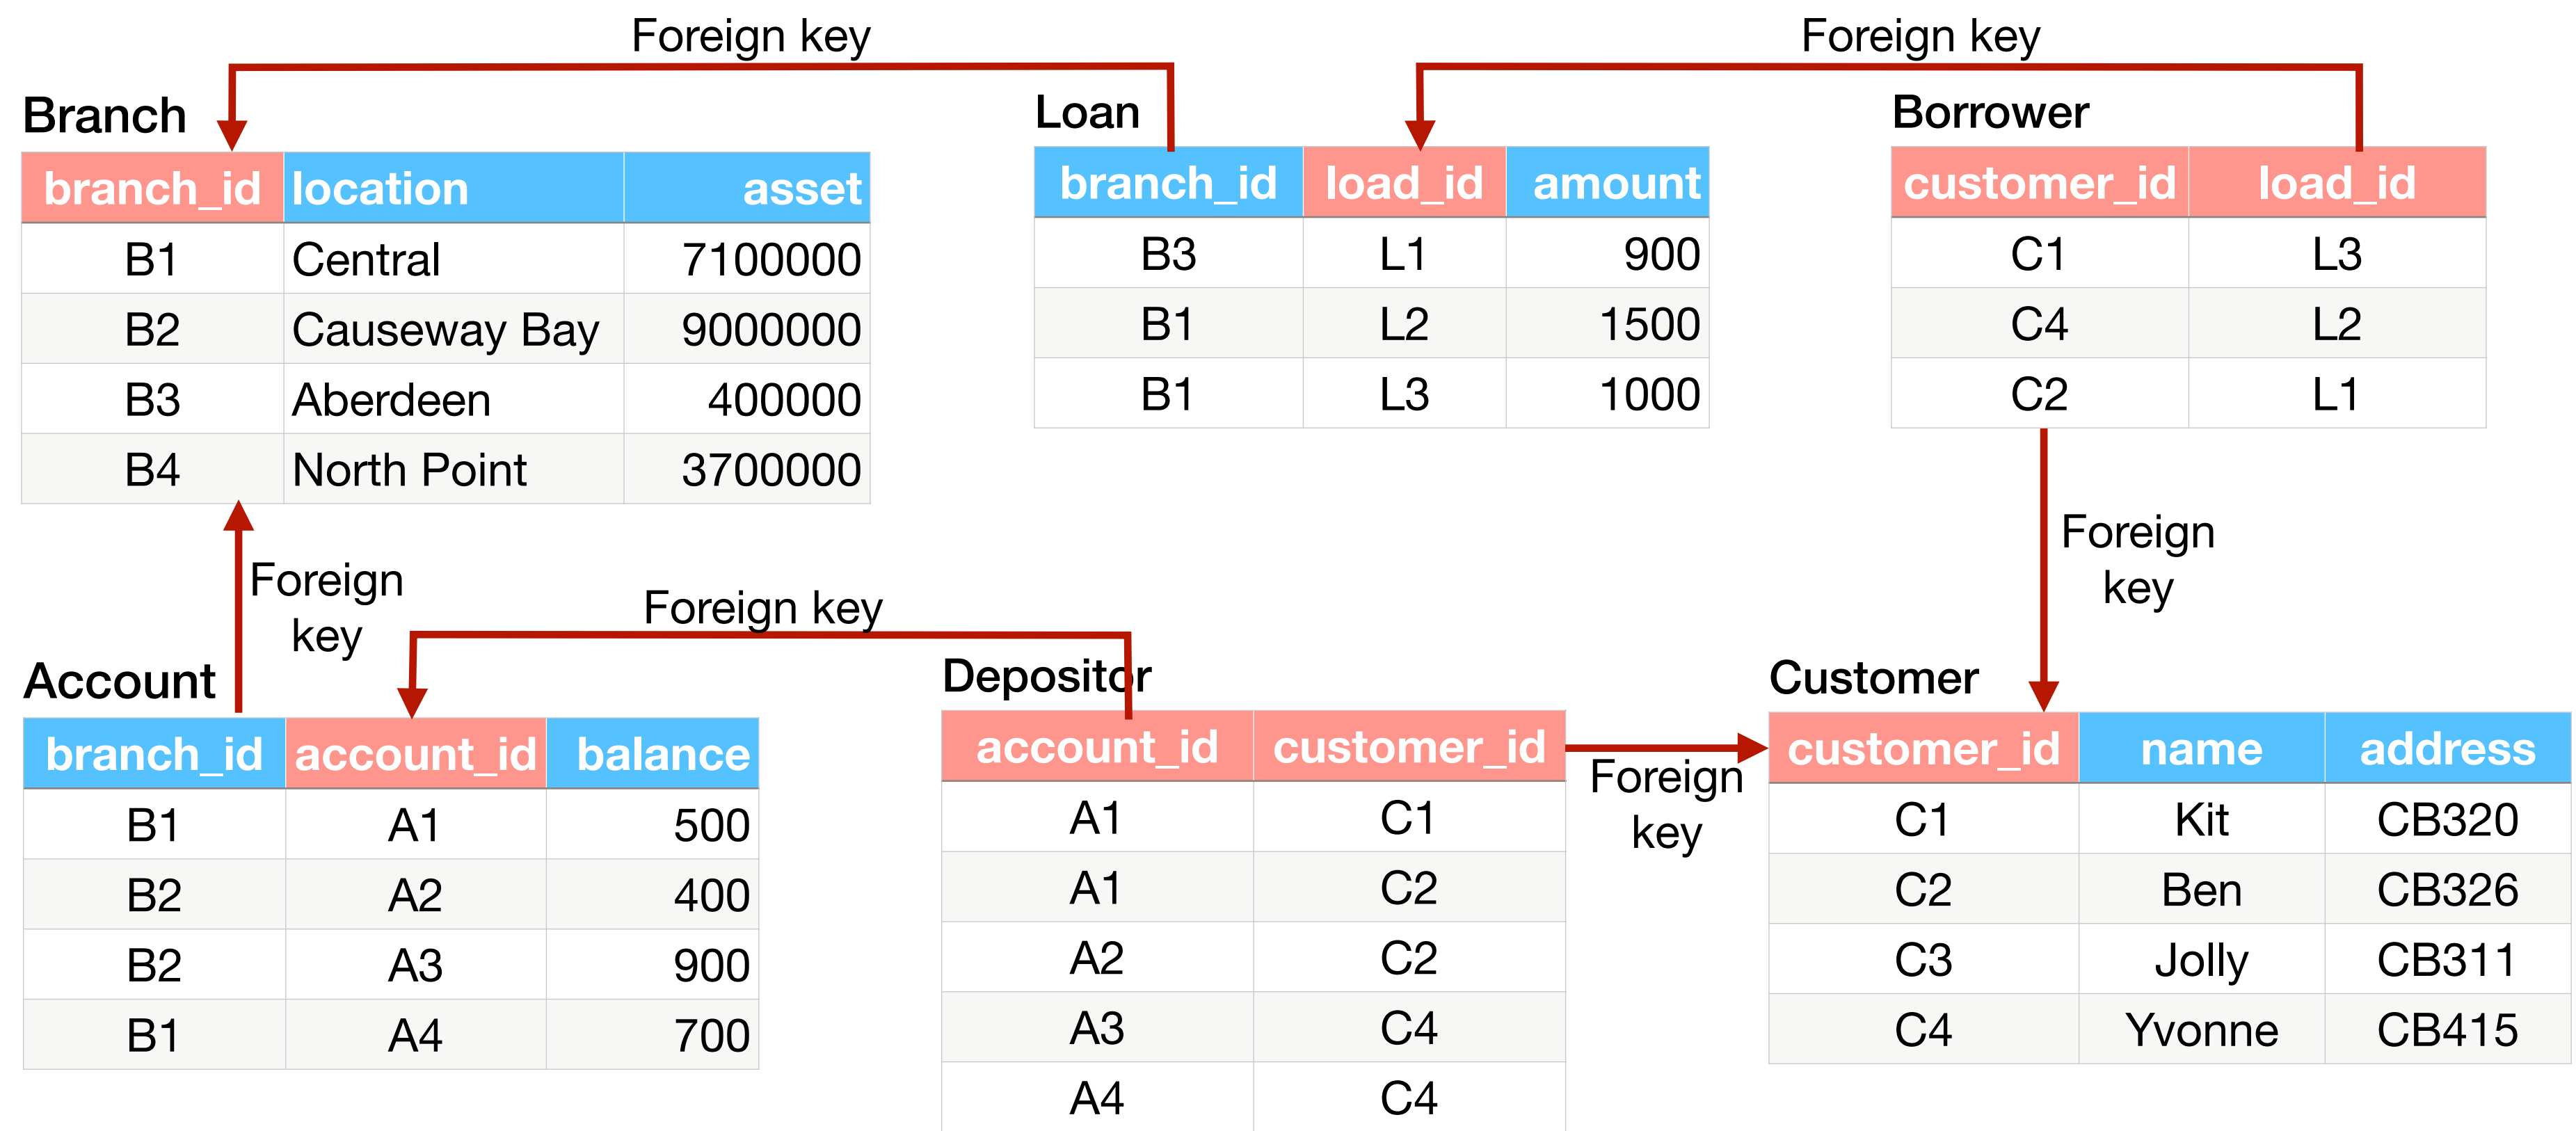 Foreign key
Foreign key
Branch
branch_id location asset
B1 Central 7100000
B2 Causeway Bay 9000000
B3 Aberdeen 400000
B4 North Point 3700000
Loan
branch_id load_id amount
B3 L1 900
B1 L2 1500
B1 L3 1000
Borrower
customer_id load_id
C1 L3
C4 L2
C2 L1
Foreign
key
Foreign key
Foreign
key
Account
branch_id account_id balance
B1 A1 500
B2 A2 400
B2 A3 900
B1 A4 700
Depositor
account_id customer_id
A1 C1
A1 C2
A2 C2
A3 C4
A4 C4
Foreign
key
Customer
customer_id name address
C1 Kit CB320
C2 Ben CB326
C3 Jolly CB311
C4 Yvonne CB415